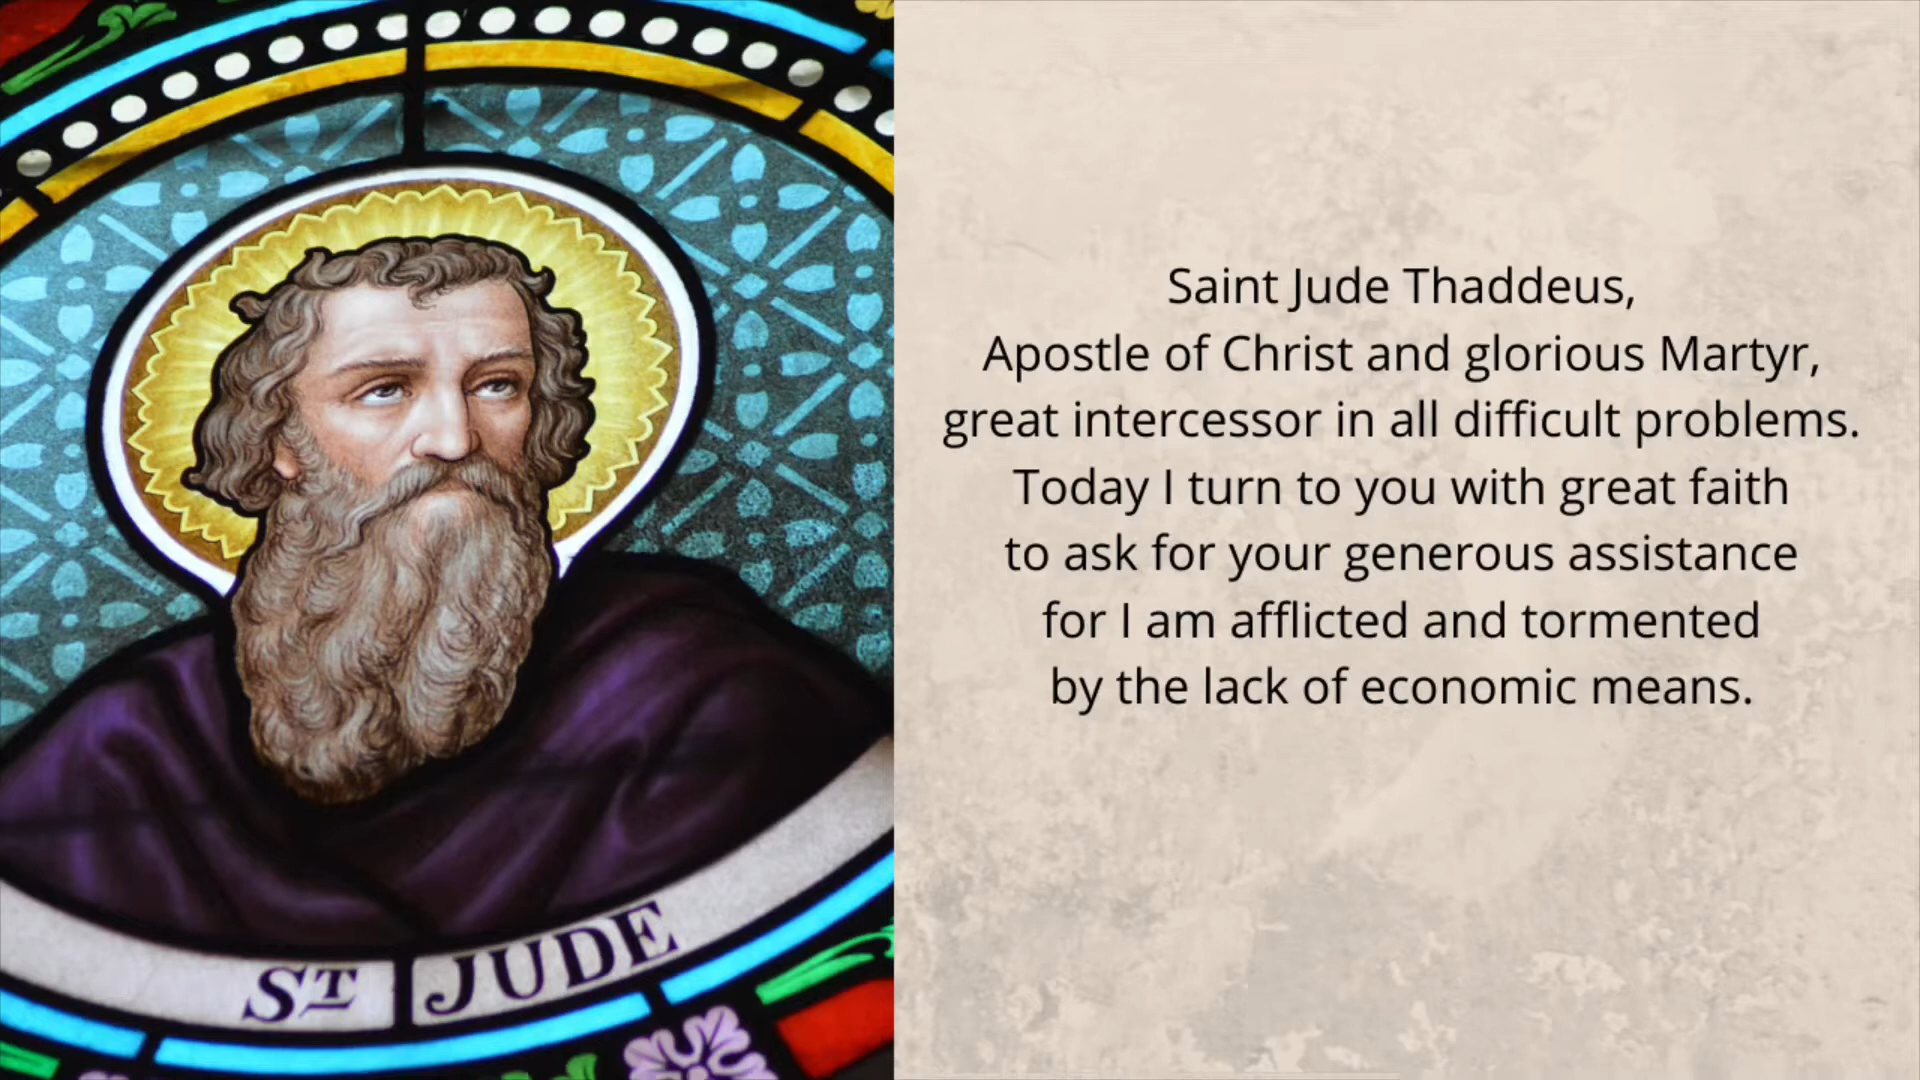 ST JUDE
Saint Jude Thaddeus,
Apostle of Christ and glorious Martyr,
great intercessor in all difficult problems.
Today I turn to you with great faith
to ask for your generous assistance
for I am afflicted and tormented
by the lack of economic means.